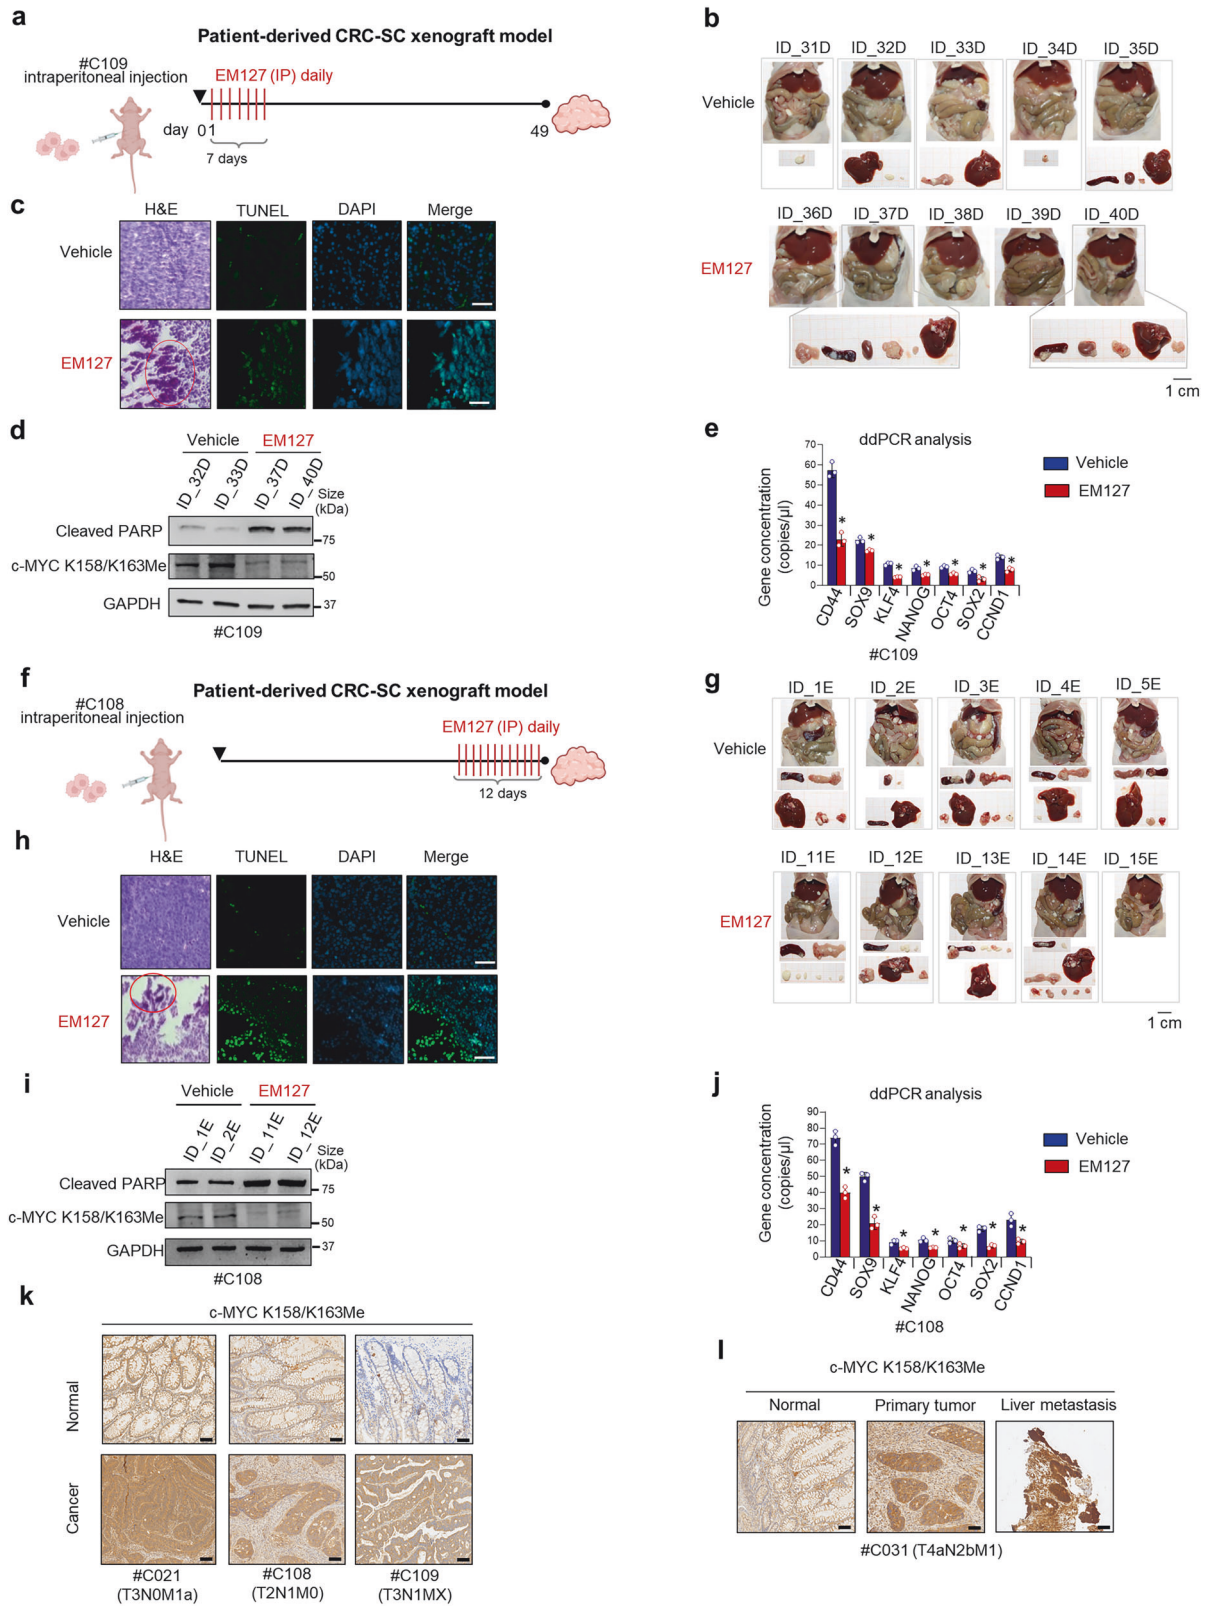 a
Patient-derived CRC-SC xenograft model
#C109
intraperitoneal injection
EM127 (IP) daily
day 01
49
7 days
b
ID_31D ID_32D ID_33D ID_34D ID_35D
Vehicle
ID_36D ID_37D ID_38D ID_39D ID_40D
EM127
1 cm
c
H&E TUNEL DAPI Merge
Vehicle
EM127
d
Vehicle EM127
ID_32D ID_33D ID_37D ID_40D
Size
(kDa)
Cleaved PARP
75
c-MYC K158/K163Me
50
GAPDH
37
#C109
e
ddPCR analysis
Gene concentration
(copies/µl)
70
60
50
40
30
20
10
0
* * * * * * *
CD44 SOX9 KLF4 NANOG OCT4 SOX2 CCND1
#C109
Vehicle
EM127
f
Patient-derived CRC-SC xenograft model
#C108
intraperitoneal injection
EM127 (IP) daily
12 days
g
ID_1E ID_2E ID_3E ID_4E ID_5E
Vehicle
ID_11E ID_12E ID_13E ID_14E ID_15E
EM127
1 cm
h
H&E TUNEL DAPI Merge
Vehicle
EM127
i
Vehicle EM127
ID_1E ID_2E ID_11E ID_12E
Size
(kDa)
Cleaved PARP
75
c-MYC K158/K163Me
50
GAPDH
37
#C108
j
ddPCR analysis
Gene concentration
(copies/µl)
90
80
70
60
50
40
30
20
10
0
* * * * * * *
CD44 SOX9 KLF4 NANOG OCT4 SOX2 CCND1
#C108
Vehicle
EM127
k
c-MYC K158/K163Me
Normal
Cancer
#C021 #C108 #C109
(T3N0M1a) (T2N1M0) (T3N1MX)
l
c-MYC K158/K163Me
Normal Primary tumor Liver metastasis
#C031 (T4aN2bM1)